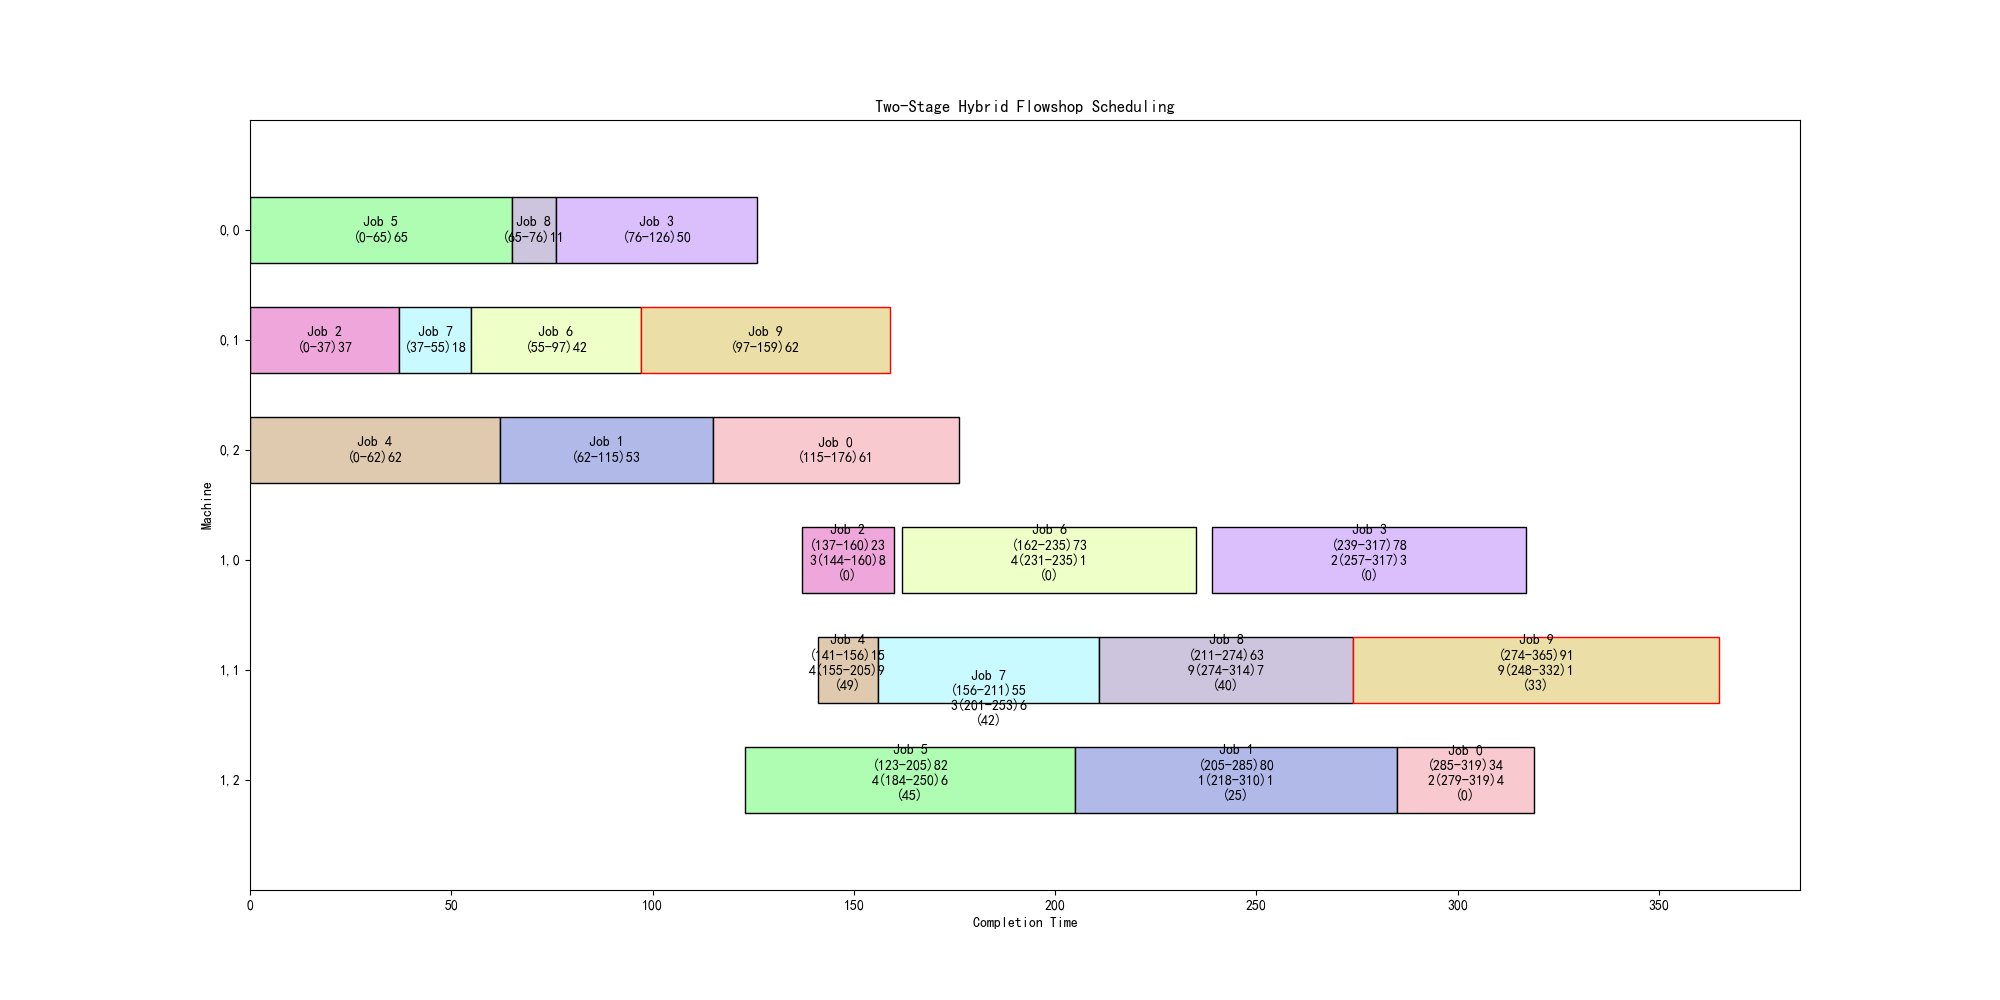 Two-Stage Hybrid Flowshop Scheduling
0,0
Job 5
(0-65)65
Job 8
(65-76)11
Job 3
(76-126)50
0,1
Job 2
(0-37)37
Job 7
(37-55)18
Job 6
(55-97)42
Job 9
(97-159)62
0,2
Job 4
(0-62)62
Job 1
(62-115)53
Job 0
(115-176)61
Machine
1,0
Job 2
(137-160)23
3(144-160)8
(0)
Job 6
(162-235)73
4(231-235)1
(0)
Job 3
(239-317)78
2(257-317)3
(0)
1,1
Job 4
(141-156)15
4(155-205)9
(49)
Job 7
(156-211)55
3(201-253)6
(42)
Job 8
(211-274)63
9(274-314)7
(40)
Job 9
(274-365)91
9(248-332)1
(33)
1,2
Job 5
(123-205)82
4(184-250)6
(45)
Job 1
(205-285)80
1(218-310)1
(25)
Job 0
(285-319)34
2(279-319)4
(0)
0 50 100 150 200 250 300 350
Completion Time